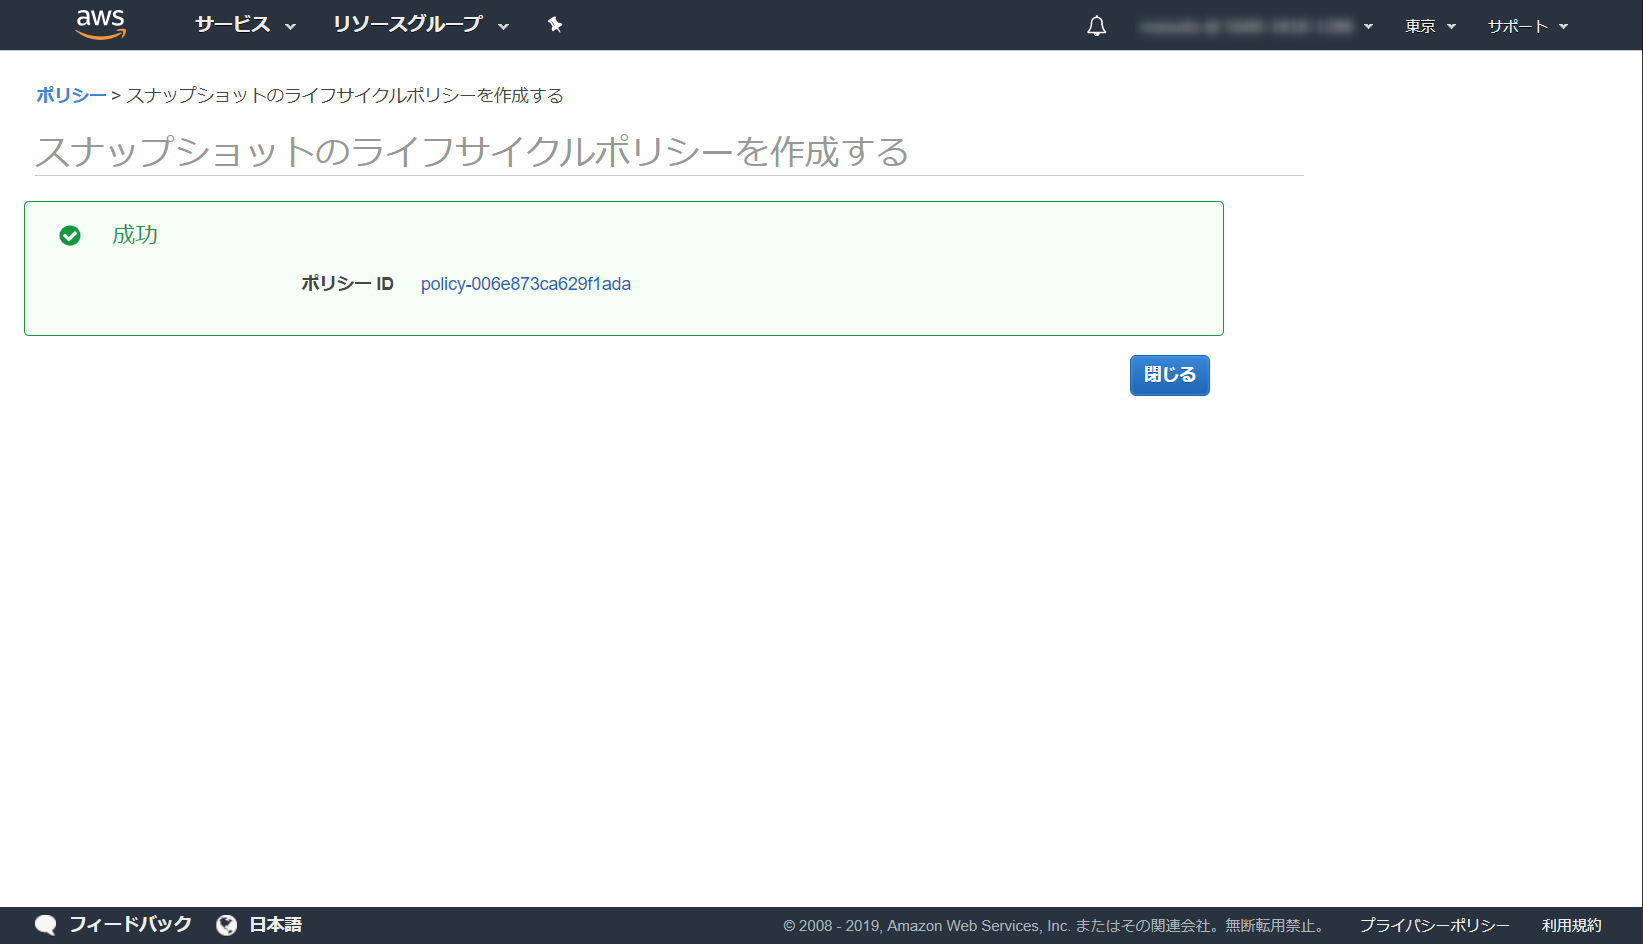 aws サービス リソースグループ 東京 サポート
ポリシー > スナップショットのライフサイクルポリシーを作成する
スナップショットのライフサイクルポリシーを作成する
成功
ポリシー ID policy-006e873ca629f1ada
閉じる
フィードバック 日本語 © 2008 - 2019, Amazon Web Services, Inc. またはその関連会社。無断転用禁止。 プライバシーポリシー 利用規約